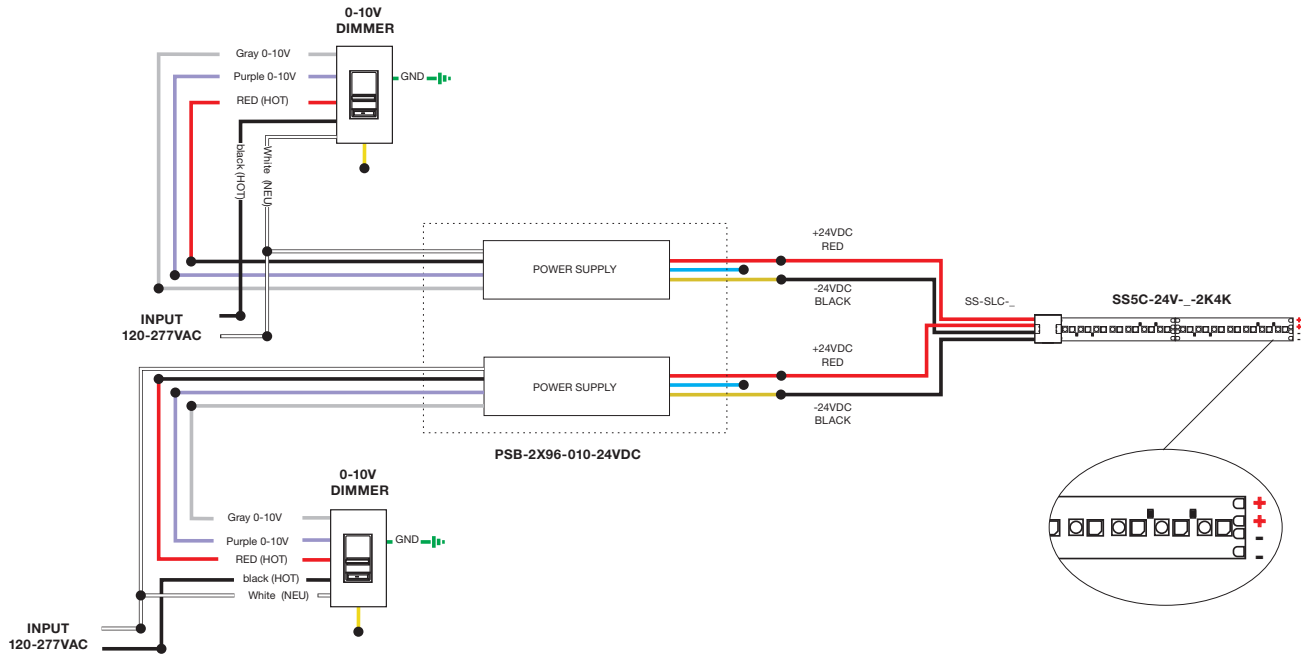 0-10V
DIMMER
Gray 0-10V
Purple 0-10V
RED (HOT)
GND
black (HOT)
White (NEU)
INPUT
120-277VAC
POWER SUPPLY
+24VDC
RED
-24VDC
BLACK
SS-SLC-_
SS5C-24V-_-2K4K
+
+
-
-
POWER SUPPLY
+24VDC
RED
-24VDC
BLACK
PSB-2X96-010-24VDC
0-10V
DIMMER
Gray 0-10V
Purple 0-10V
RED (HOT)
black (HOT)
White (NEU)
GND
INPUT
120-277VAC
+
+
-
-